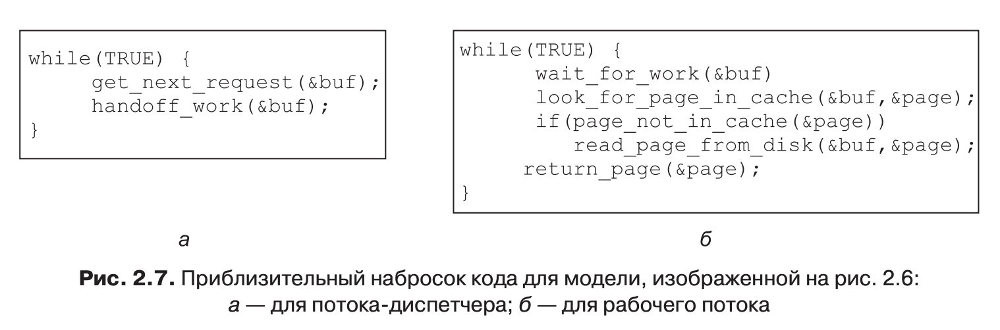 while(TRUE) {
get_next_request(&buf);
handoff_work(&buf);
}
while(TRUE) {
wait_for_work(&buf)
look_for_page_in_cache(&buf,&page);
if(page_not_in_cache(&page))
read_page_from_disk(&buf,&page);
return_page(&page);
}
а
б
Рис. 2.7. Приблизительный набросок кода для модели, изображенной на рис. 2.6:
а — для потока-диспетчера; б — для рабочего потока